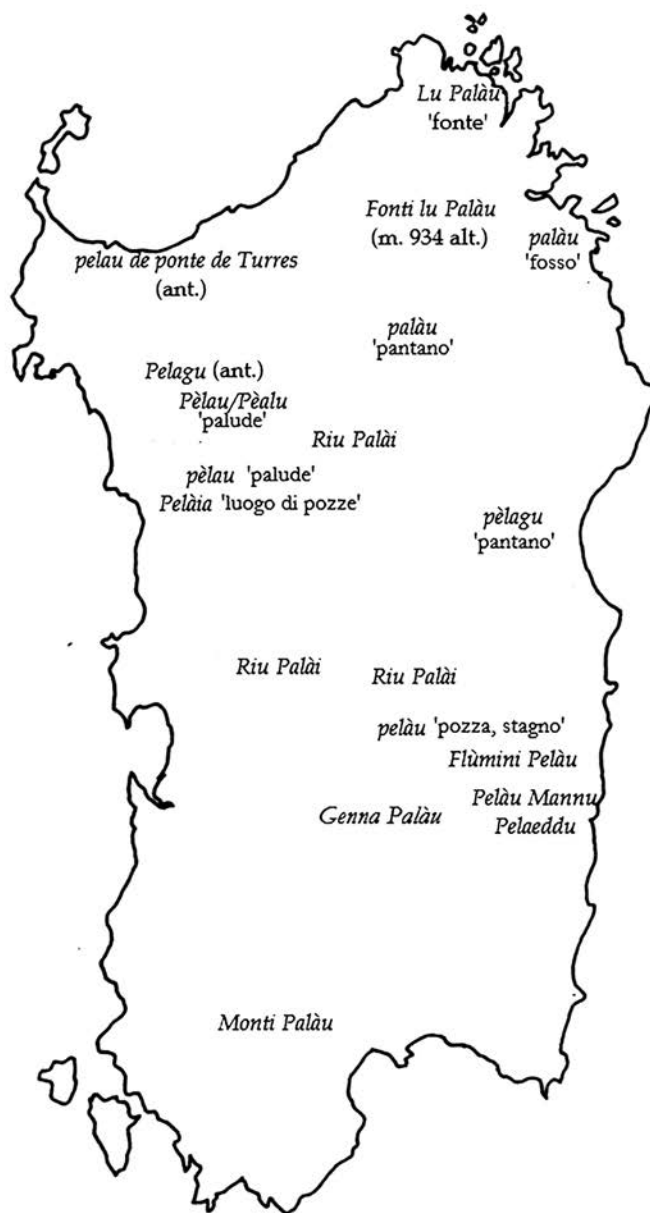 Lu Palàu
'fonte'
Fonti lu Palàu
(m. 934 alt.)
palàu
'fosso'
pelau de ponte de Turres
(ant.)
palàu
'pantano'
Pelagu (ant.)
Pèlau/Pèalu
'palude'
Riu Palài
pèlau 'palude'
Pelàia 'luogo di pozze'
pèlagu
'pantano'
Riu Palài
Riu Palài
pelàu 'pozza, stagno'
Flùmini Pelàu
Pelàu Mannu
Pelaeddu
Genna Palàu
Monti Palàu